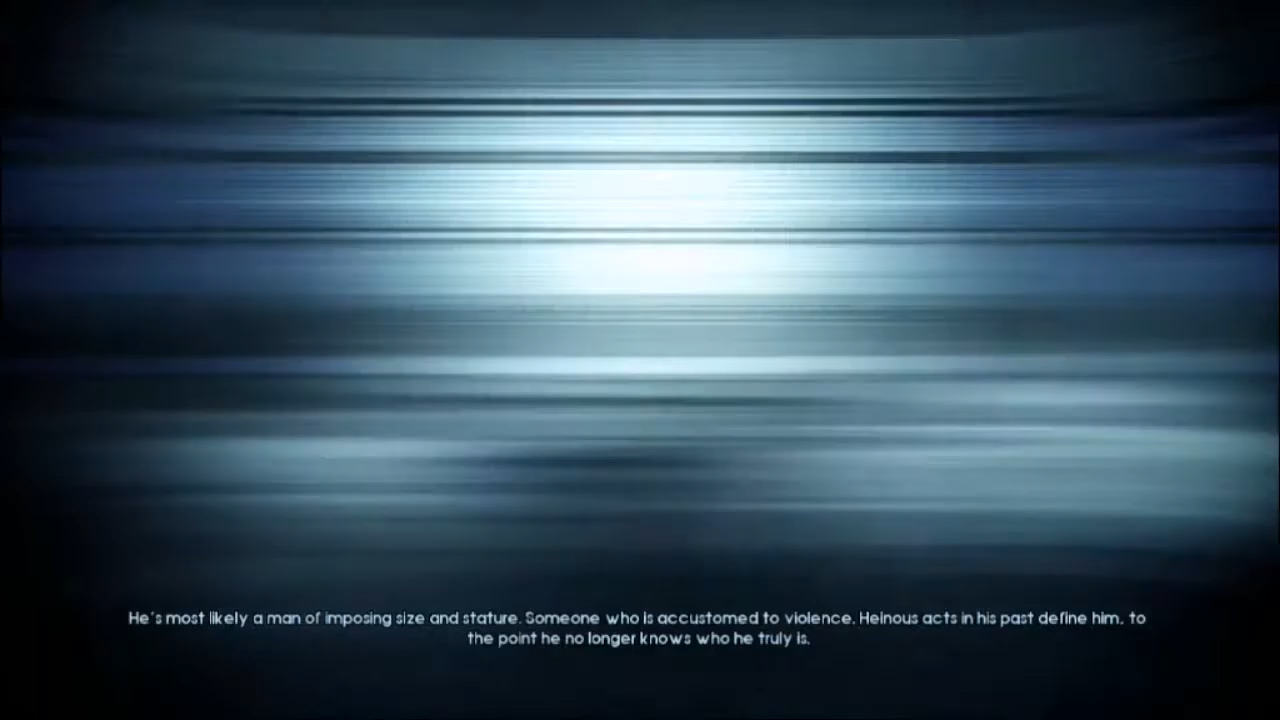 He's most likely a man of imposing size and stature. Someone who is accustomed to violence. Heinous acts in his past define him, to
the point he no longer knows who he truly is.